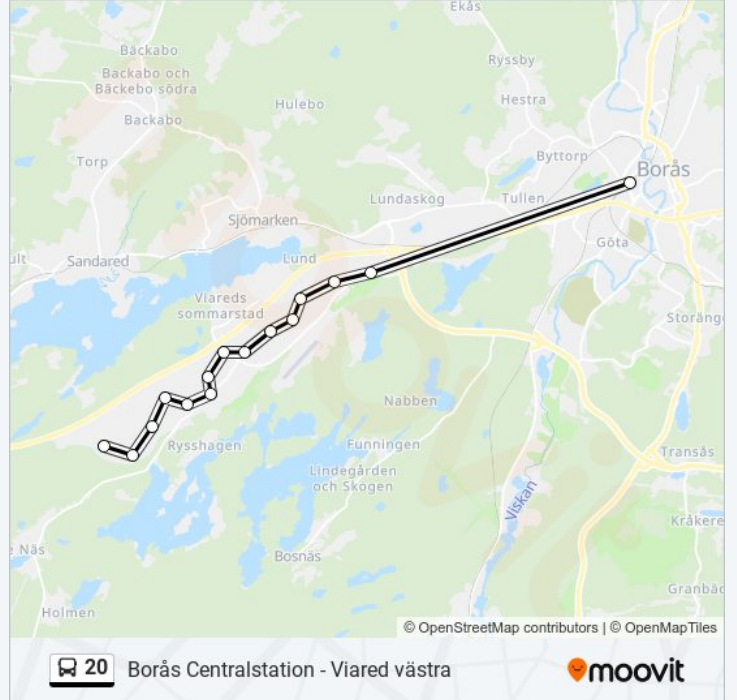 Ekås
Bäckabo
Ryssby
Backabo och
Bäckebo södra
Hestra
Hulebo
Backabo
Byttorp
Torp
Borås
Lundaskog
Tullen
Sjömarken
Göta
Sandared
Lund
ult
Viareds
sommarstad
Storäng
Nabben
Rysshagen
Funningen
Transås
Lindegården
och Skogen
Viskan
Kråkere
e Näs
Bosnäs
Granbäc
Holmen
© OpenStreetMap contributors | © OpenMapTiles
20 Borås Centralstation - Viared västra
moovit